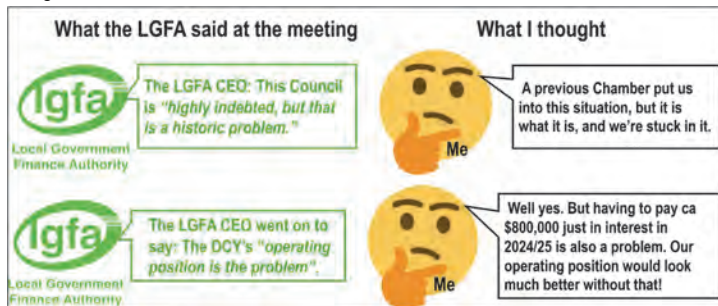 What the LGFA said at the meeting
What I thought
lgfa
Local Government
Finance Authority
The LGFA CEO: This Council
is "highly indebted, but that
is a historic problem."
A previous Chamber put us
into this situation, but it is
what it is, and we're stuck in it.
Me
lgfa
Local Government
Finance Authority
The LGFA CEO went on to
say: The DCY's "operating
position is the problem".
Well yes. But having to pay ca
$800,000 just in interest in
2024/25 is also a problem. Our
operating position would look
much better without that!
Me